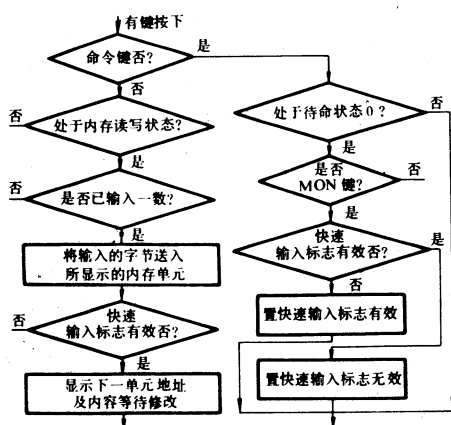 有键按下
命令键否?
是
否
处于内存读写状态?
否
是
是否已输入一数?
否
是
将输入的字节送入
所显示的内存单元
快速
输入标志有效否?
否
是
显示下一单元地址
及内容等待修改
处于待命状态0?
否
是
是否
MON 键?
否
是
快速
输入标志有效否?
是
否
置快速输入标志有效
置快速输入标志无效